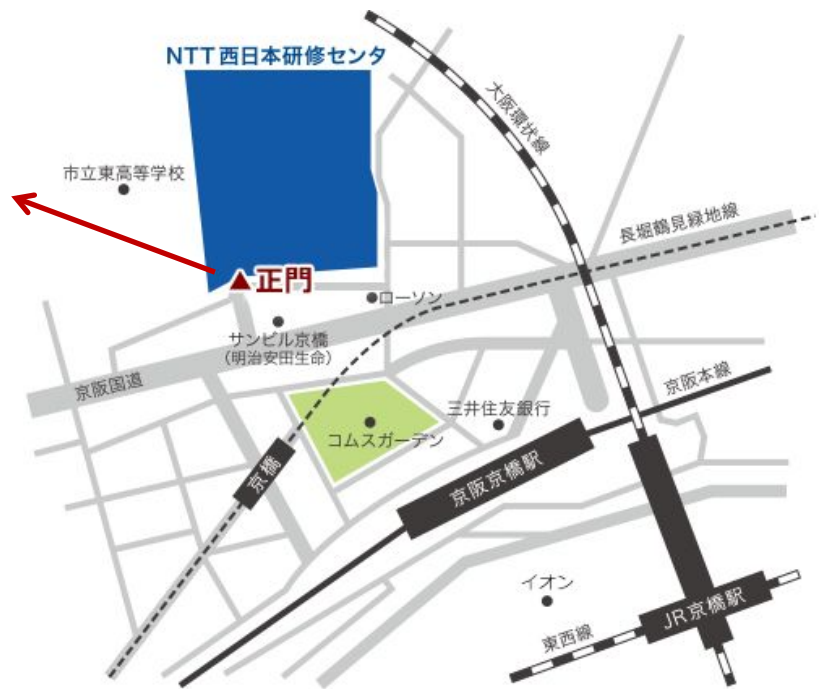 NTT西日本研修センタ
大阪環状線
市立東高等学校
長堀鶴見緑地線
▲正門
ローソン
サンビル京橋
(明治安田生命)
京阪国道
京阪本線
三井住友銀行
コムスガーデン
京橋
京阪京橋駅
イオン
JR京橋駅
東西線